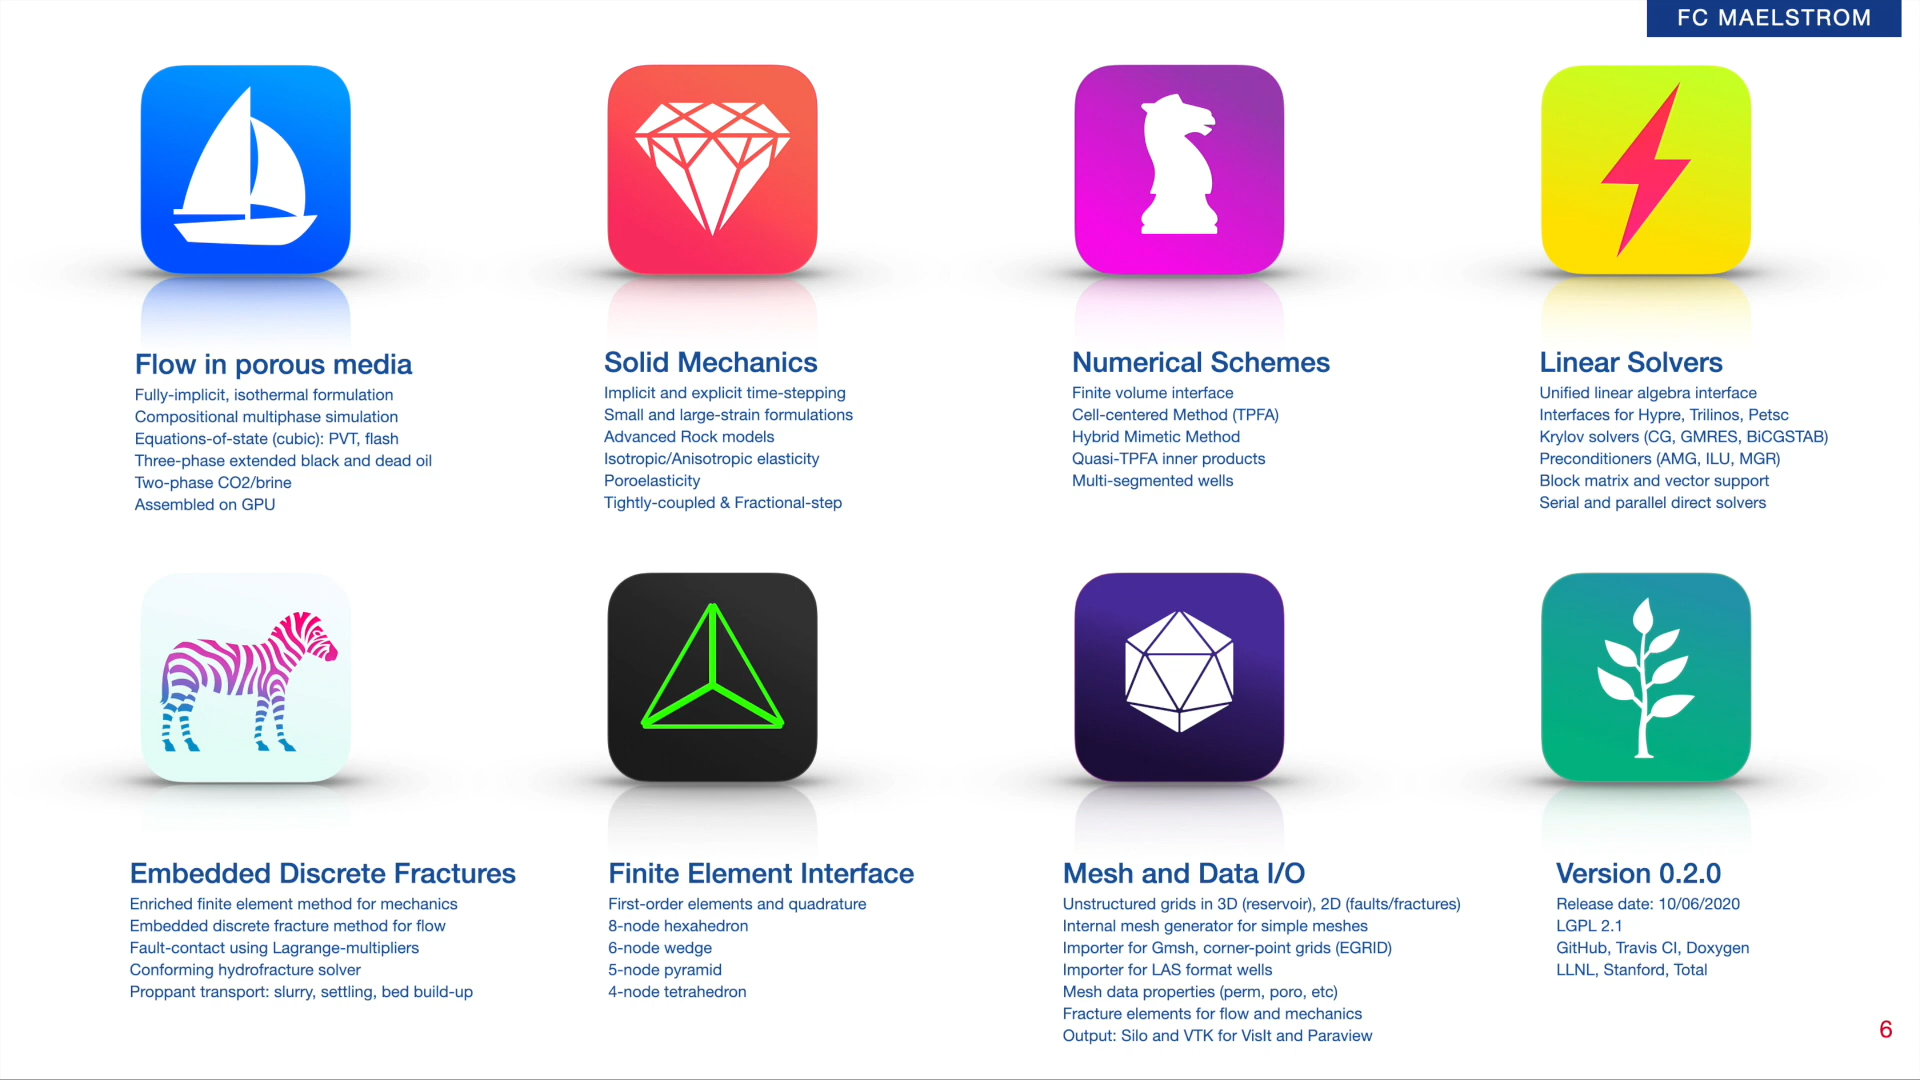 FC MAELSTROM
Flow in porous media
Fully-implicit, isothermal formulation
Compositional multiphase simulation
Equations-of-state (cubic): PVT, flash
Three-phase extended black and dead oil
Two-phase CO2/brine
Assembled on GPU
Solid Mechanics
Implicit and explicit time-stepping
Small and large-strain formulations
Advanced Rock models
Isotropic/Anisotropic elasticity
Poroelasticity
Tightly-coupled & Fractional-step
Numerical Schemes
Finite volume interface
Cell-centered Method (TPFA)
Hybrid Mimetic Method
Quasi-TPFA inner products
Multi-segmented wells
Linear Solvers
Unified linear algebra interface
Interfaces for Hypre, Trilinos, Petsc
Krylov solvers (CG, GMRES, BiCGSTAB)
Preconditioners (AMG, ILU, MGR)
Block matrix and vector support
Serial and parallel direct solvers
Embedded Discrete Fractures
Enriched finite element method for mechanics
Embedded discrete fracture method for flow
Fault-contact using Lagrange-multipliers
Conforming hydrofracture solver
Proppant transport: slurry, settling, bed build-up
Finite Element Interface
First-order elements and quadrature
8-node hexahedron
6-node wedge
5-node pyramid
4-node tetrahedron
Mesh and Data I/O
Unstructured grids in 3D (reservoir), 2D (faults/fractures)
Internal mesh generator for simple meshes
Importer for Gmsh, corner-point grids (EGRID)
Importer for LAS format wells
Mesh data properties (perm, poro, etc)
Fracture elements for flow and mechanics
Output: Silo and VTK for VisIt and Paraview
Version 0.2.0
Release date: 10/06/2020
LGPL 2.1
GitHub, Travis CI, Doxygen
LLNL, Stanford, Total
6